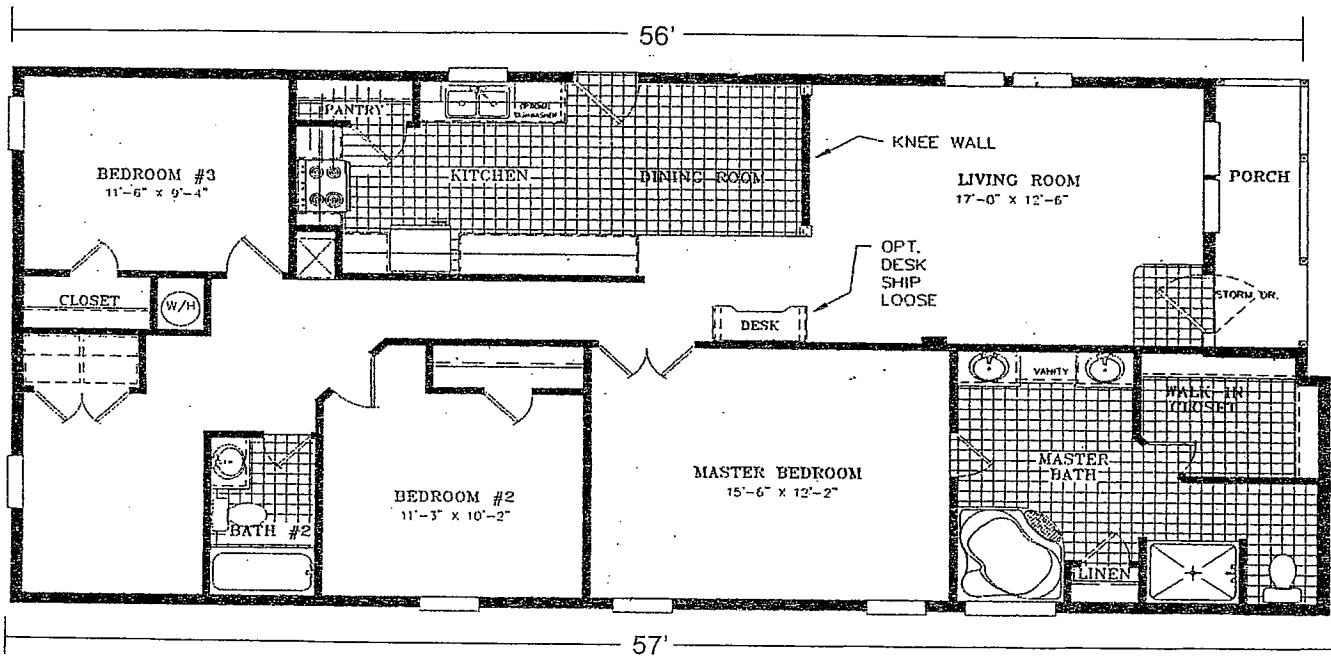 56'
PANTRY
(PROV)
DISHWASHER
KNEE WALL
BEDROOM #3
11'-6" X 9'-4"
KITCHEN
DINING ROOM
LIVING ROOM
17'-0" X 12'-6"
PORCH
OPT.
DESK
SHIP
LOOSE
CLOSET
W/H
STORM DR.
DESK
VANITY
WALK-IN
CLOSET
MASTER BEDROOM
15'-6" X 12'-2"
MASTER
BATH
BEDROOM #2
11'-3" X 10'-2"
BATH #2
LINEN
57'